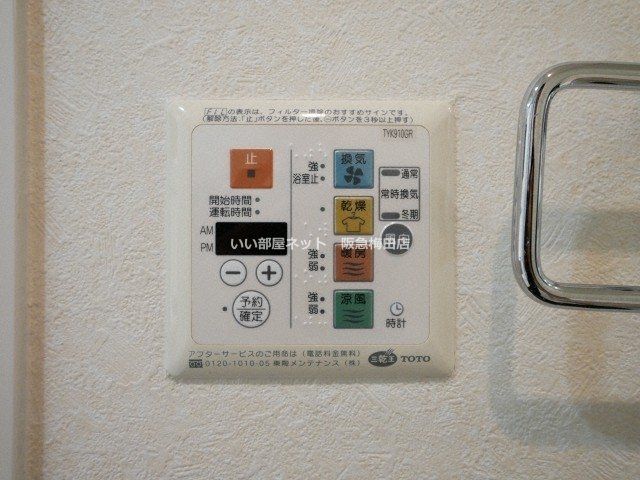 FILの表示は、フィルター掃除のおすすめサインです。
(解除方法:「止」ボタンを押した後、⊖ボタンを3秒以上押す)
TYK910GR
止
強
浴室止
換気
通常
常時換気
冬期
開始時間
運転時間
乾燥
AM
PM
いい部屋ネット 阪急梅田店
強
弱
暖房
予約
確定
強
弱
涼風
時計
アフターサービスのご用命は(電話料金無料)
0120-1010-05 東陶メンテナンス(株)
三乾王 TOTO